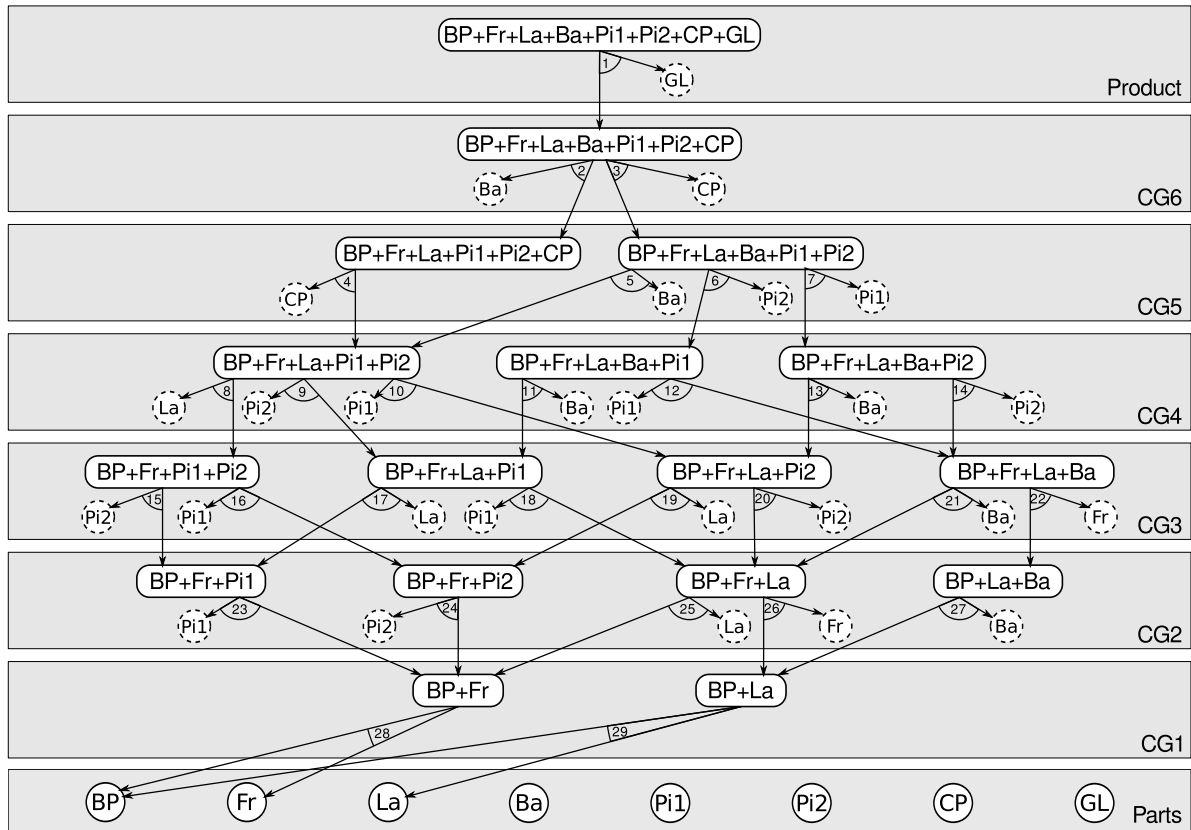 BP+Fr+La+Ba+Pi1+Pi2+CP+GL
1
GL
Product
BP+Fr+La+Ba+Pi1+Pi2+CP
2
3
Ba
CP
CG6
BP+Fr+La+Pi1+Pi2+CP
BP+Fr+La+Ba+Pi1+Pi2
4
5
6
7
CP
Ba
Pi2
Pi1
CG5
BP+Fr+La+Pi1+Pi2
BP+Fr+La+Ba+Pi1
BP+Fr+La+Ba+Pi2
8
9
10
11
12
13
14
La
Pi2
Pi1
Ba
Pi1
Ba
Pi2
CG4
BP+Fr+Pi1+Pi2
BP+Fr+La+Pi1
BP+Fr+La+Pi2
BP+Fr+La+Ba
15
16
17
18
19
20
21
22
Pi2
Pi1
La
Pi1
La
Pi2
Ba
Fr
CG3
BP+Fr+Pi1
BP+Fr+Pi2
BP+Fr+La
BP+La+Ba
23
24
25
26
27
Pi1
Pi2
La
Fr
Ba
CG2
BP+Fr
BP+La
28
29
CG1
BP
Fr
La
Ba
Pi1
Pi2
CP
GL
Parts